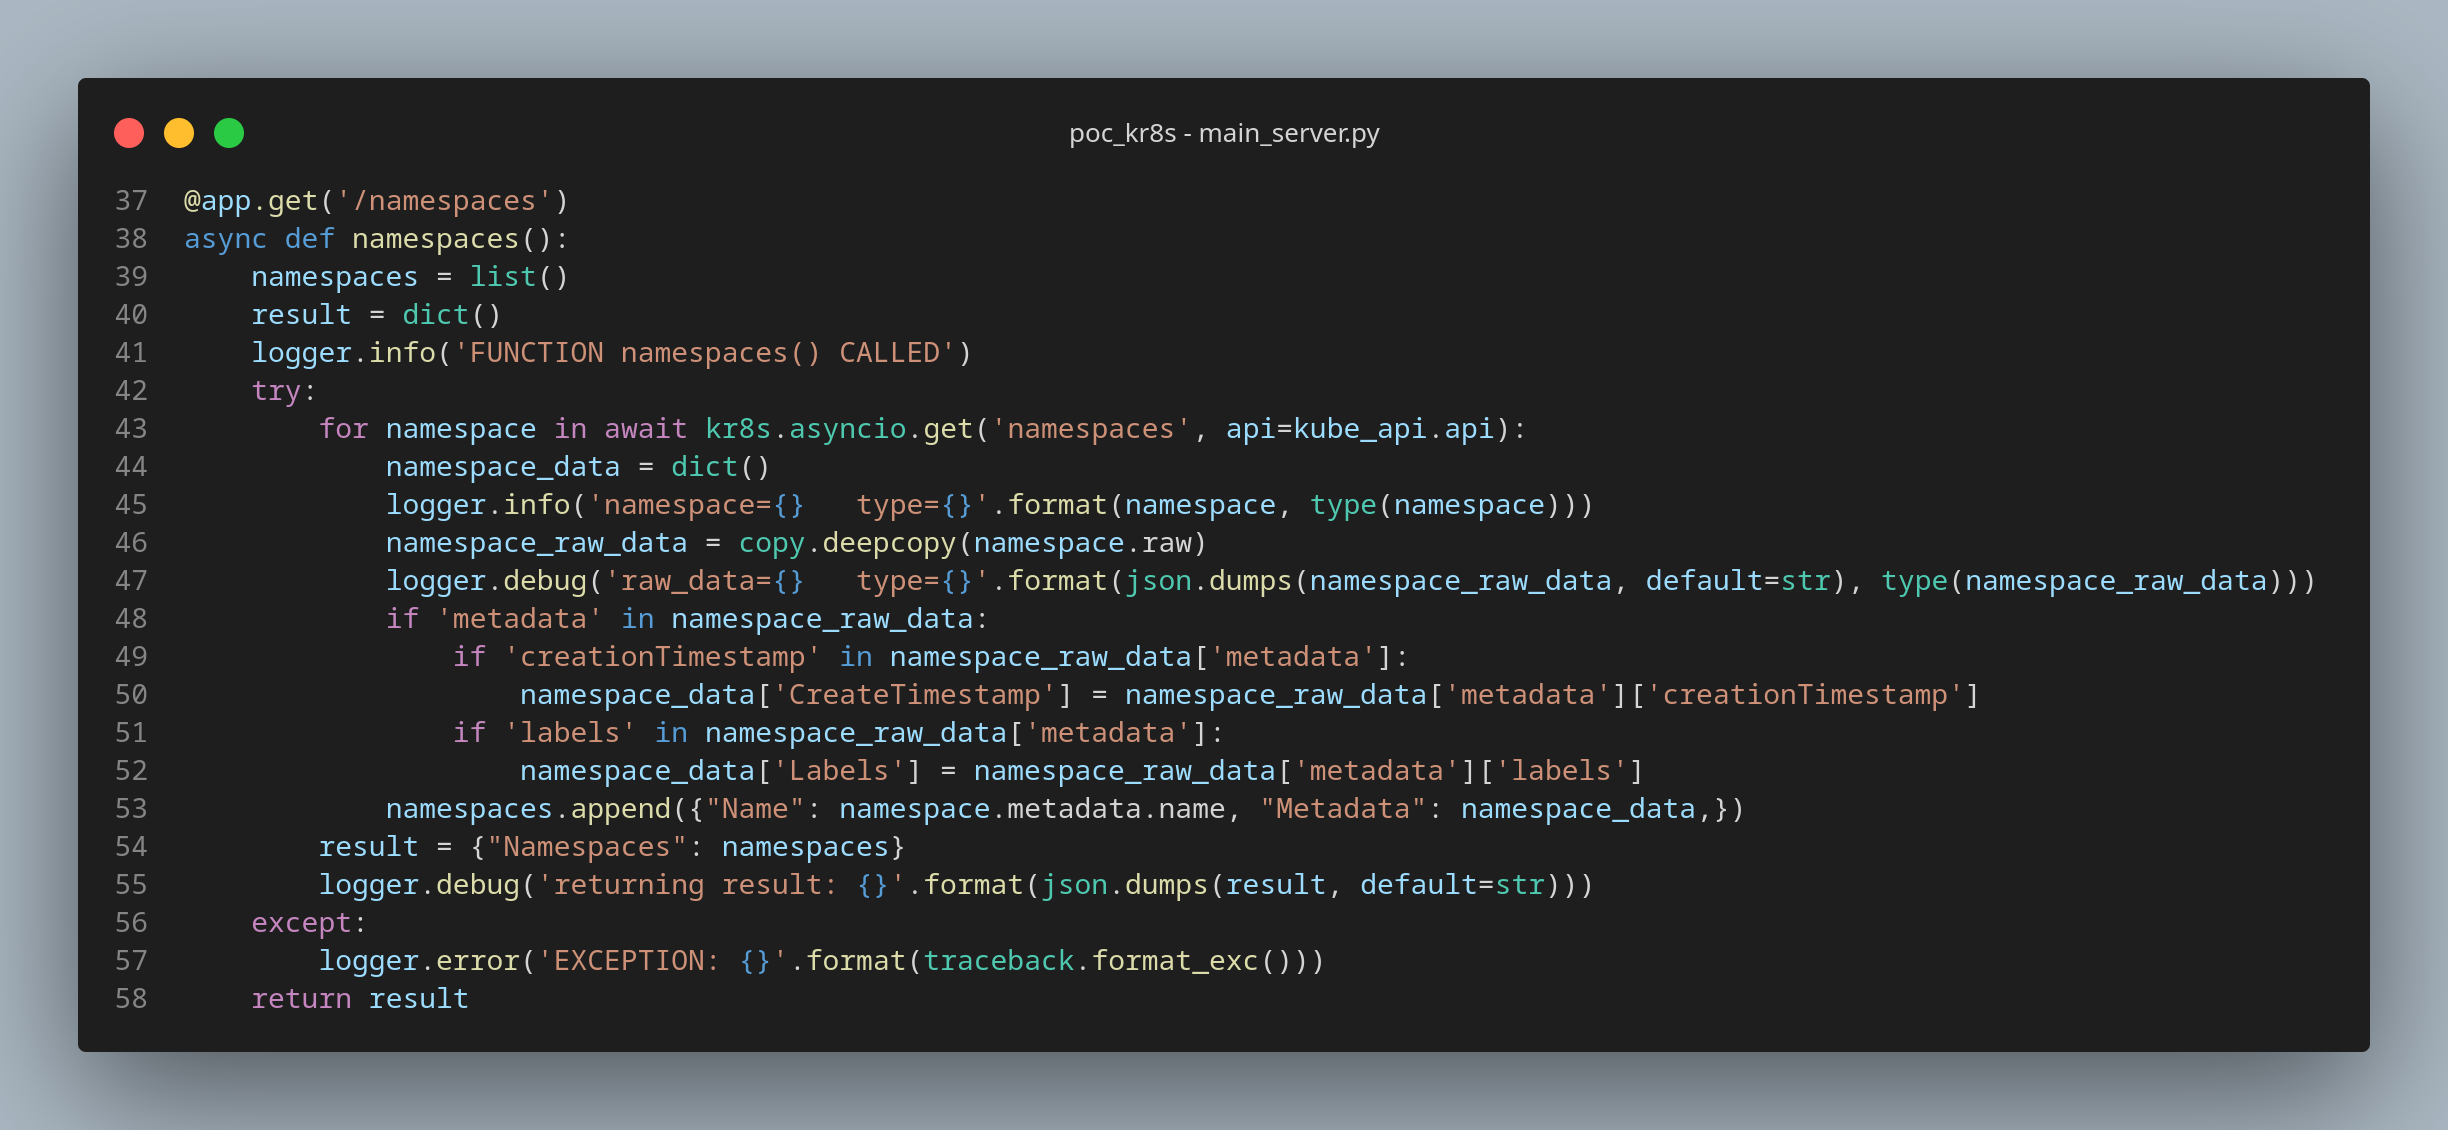 poc_kr8s - main_server.py
37  @app.get('/namespaces')
38  async def namespaces():
39      namespaces = list()
40      result = dict()
41      logger.info('FUNCTION namespaces() CALLED')
42      try:
43          for namespace in await kr8s.asyncio.get('namespaces', api=kube_api.api):
44              namespace_data = dict()
45              logger.info('namespace={}   type={}'.format(namespace, type(namespace)))
46              namespace_raw_data = copy.deepcopy(namespace.raw)
47              logger.debug('raw_data={}   type={}'.format(json.dumps(namespace_raw_data, default=str), type(namespace_raw_data)))
48              if 'metadata' in namespace_raw_data:
49                  if 'creationTimestamp' in namespace_raw_data['metadata']:
50                      namespace_data['CreateTimestamp'] = namespace_raw_data['metadata']['creationTimestamp']
51                  if 'labels' in namespace_raw_data['metadata']:
52                      namespace_data['Labels'] = namespace_raw_data['metadata']['labels']
53              namespaces.append({"Name": namespace.metadata.name, "Metadata": namespace_data,})
54          result = {"Namespaces": namespaces}
55          logger.debug('returning result: {}'.format(json.dumps(result, default=str)))
56      except:
57          logger.error('EXCEPTION: {}'.format(traceback.format_exc()))
58      return result